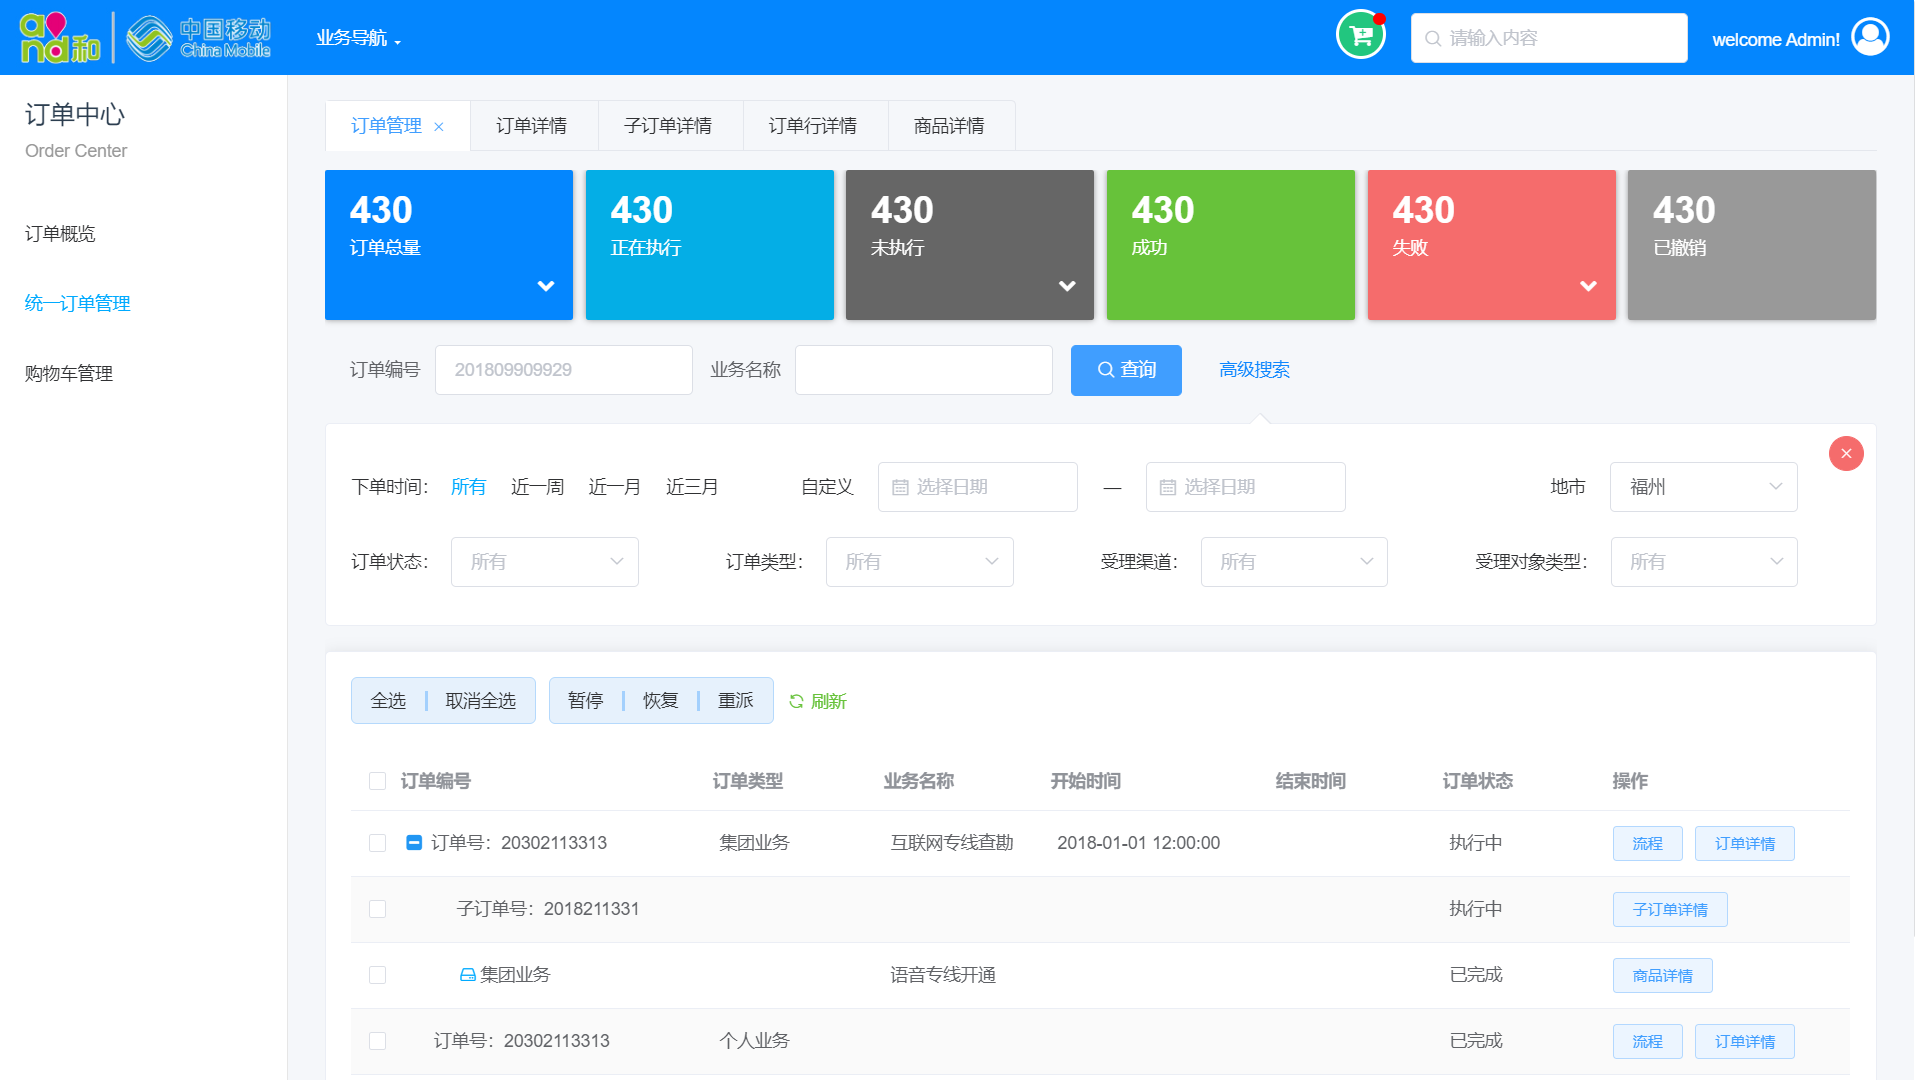 and和 中国移动 China Mobile
业务导航
请输入内容
welcome Admin!
订单中心
Order Center
订单概览
统一订单管理
购物车管理
订单管理 订单详情 子订单详情 订单行详情 商品详情
430 430 430 430 430 430
订单总量 正在执行 未执行 成功 失败 已撤销
订单编号 201809909929 业务名称 查询 高级搜索
下单时间： 所有 近一周 近一月 近三月 自定义 选择日期 — 选择日期 地市 福州
订单状态： 所有 订单类型： 所有 受理渠道： 所有 受理对象类型： 所有
全选 取消全选 暂停 恢复 重派 刷新
订单编号 订单类型 业务名称 开始时间 结束时间 订单状态 操作
订单号：20302113313 集团业务 互联网专线查勘 2018-01-01 12:00:00 执行中 流程 订单详情
子订单号：2018211331 执行中 子订单详情
集团业务 语音专线开通 已完成 商品详情
订单号：20302113313 个人业务 已完成 流程 订单详情